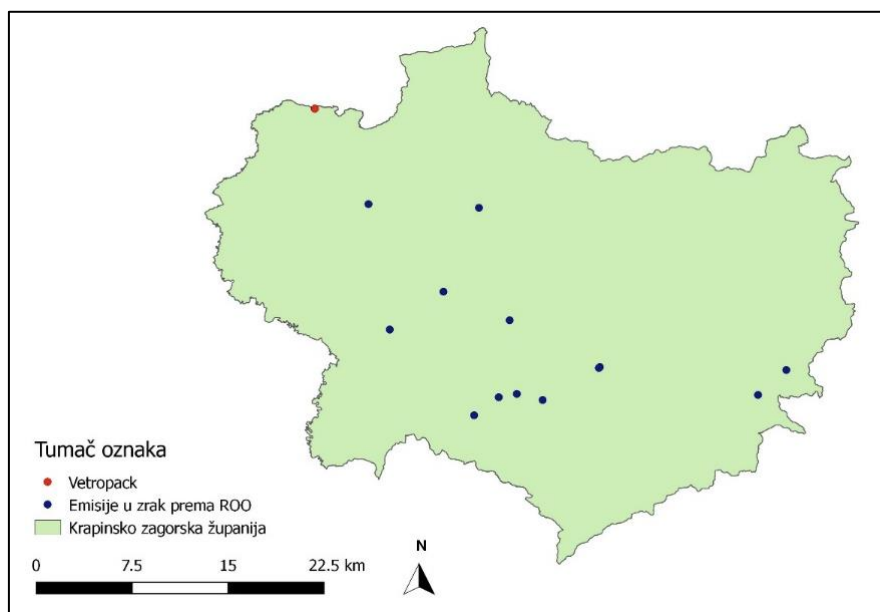 Tumač oznaka
Vetropack
Emisije u zrak prema ROO
Krapinsko zagorska županija
0 7.5 15 22.5 km
N